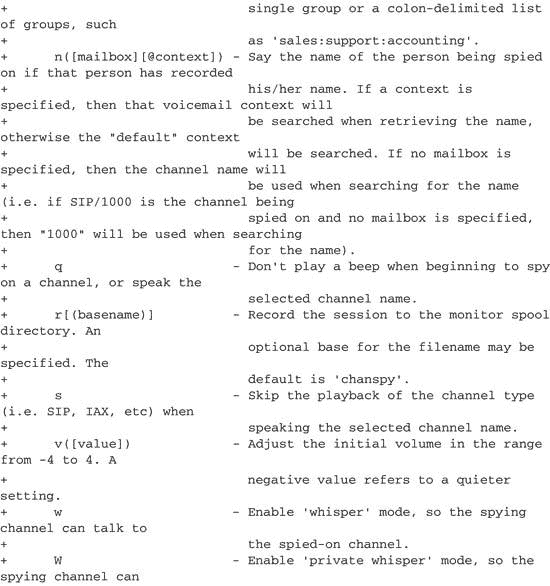 +                                single group or a colon-delimited list
of groups, such
+                                as 'sales:support:accounting'.
+      n([mailbox][@context]) - Say the name of the person being spied
on if that person has recorded
+                                his/her name. If a context is
specified, then that voicemail context will
+                                be searched when retrieving the name,
otherwise the "default" context
+                                will be searched. If no mailbox is
specified, then the channel name will
+                                be used when searching for the name
(i.e. if SIP/1000 is the channel being
+                                spied on and no mailbox is specified,
then "1000" will be used when searching
+                                for the name).
+      q                      - Don't play a beep when beginning to spy
on a channel, or speak the
+                                selected channel name.
+      r[(basename)]          - Record the session to the monitor spool
directory. An
+                                optional base for the filename may be
specified. The
+                                default is 'chanspy'.
+      s                      - Skip the playback of the channel type
(i.e. SIP, IAX, etc) when
+                                speaking the selected channel name.
+      v([value])             - Adjust the initial volume in the range
from -4 to 4. A
+                                negative value refers to a quieter
setting.
+      w                      - Enable 'whisper' mode, so the spying
channel can talk to
+                                the spied-on channel.
+      W                      - Enable 'private whisper' mode, so the
spying channel can